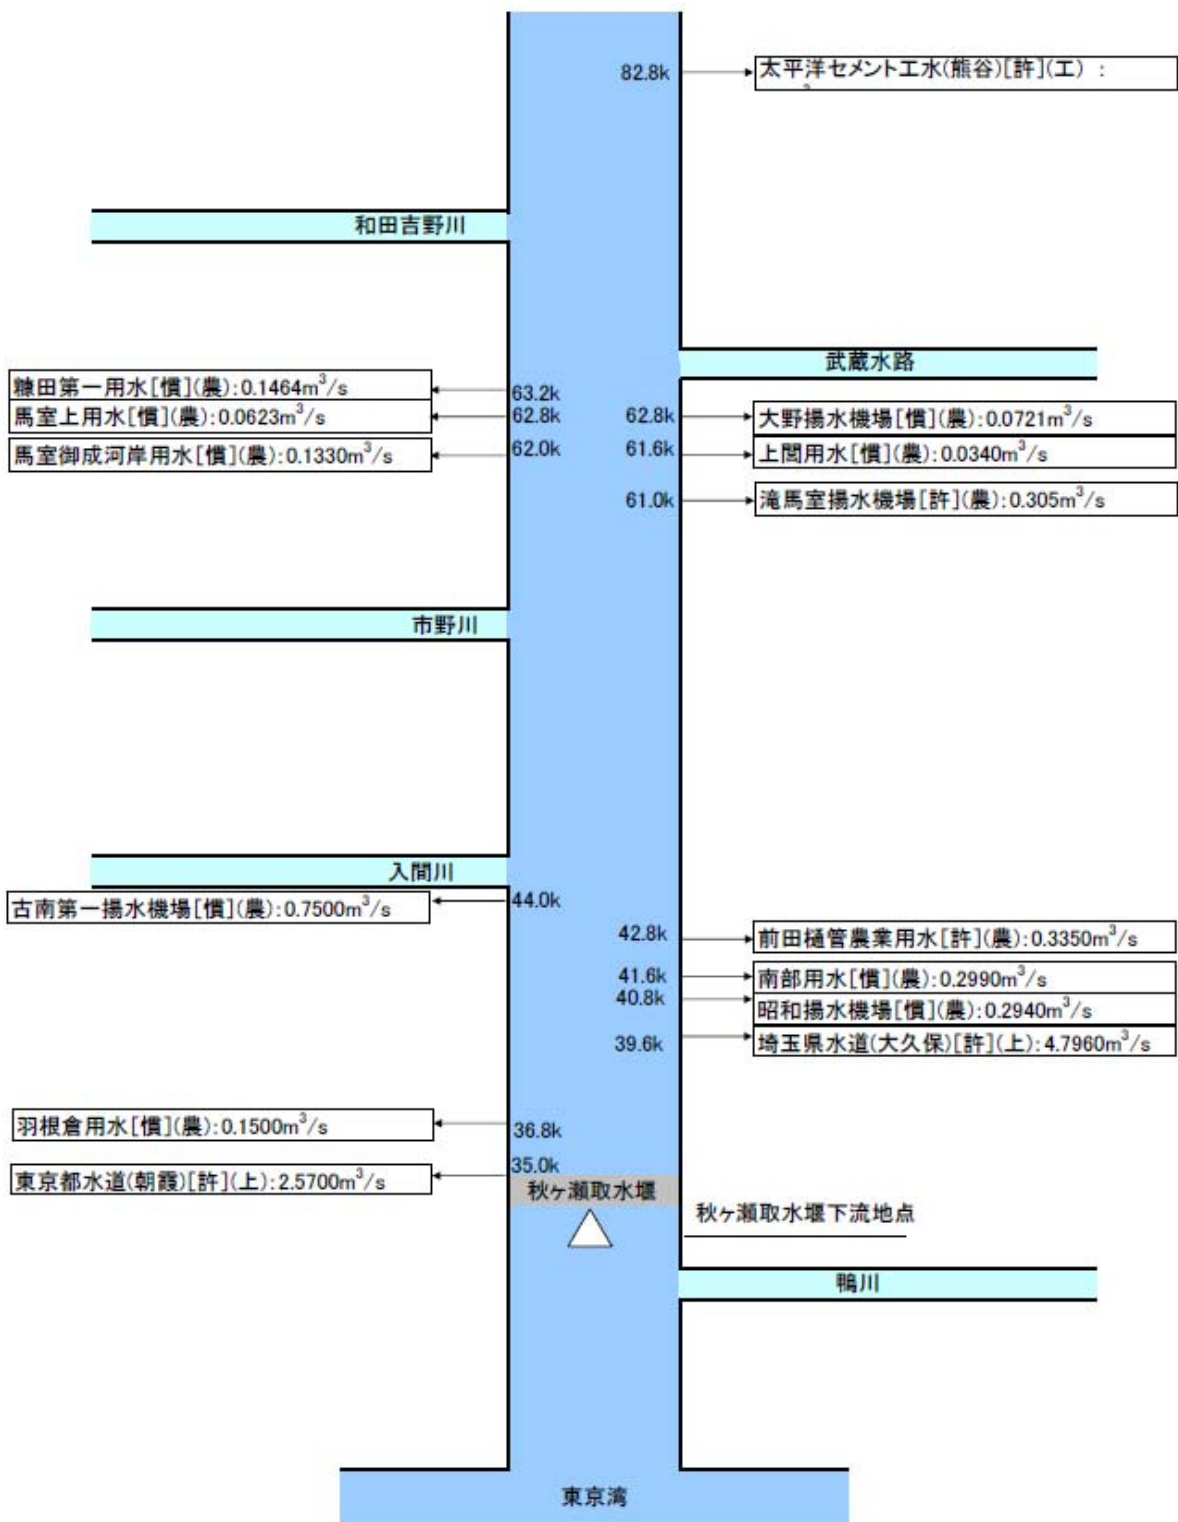 82.8k 太平洋セメント工水(熊谷)[許](工) :
和田吉野川
武蔵水路
糠田第一用水[慣](農):0.1464m³/s 63.2k
馬室上用水[慣](農):0.0623m³/s 62.8k 62.8k 大野揚水機場[慣](農):0.0721m³/s
馬室御成河岸用水[慣](農):0.1330m³/s 62.0k 61.6k 上閭用水[慣](農):0.0340m³/s
61.0k 滝馬室揚水機場[許](農):0.305m³/s
市野川
入間川
古南第一揚水機場[慣](農):0.7500m³/s 44.0k
42.8k 前田樋管農業用水[許](農):0.3350m³/s
41.6k 南部用水[慣](農):0.2990m³/s
40.8k 昭和揚水機場[慣](農):0.2940m³/s
39.6k 埼玉県水道(大久保)[許](上):4.7960m³/s
羽根倉用水[慣](農):0.1500m³/s 36.8k
東京都水道(朝霞)[許](上):2.5700m³/s 35.0k
秋ヶ瀬取水堰
秋ヶ瀬取水堰下流地点
鴨川
東京湾